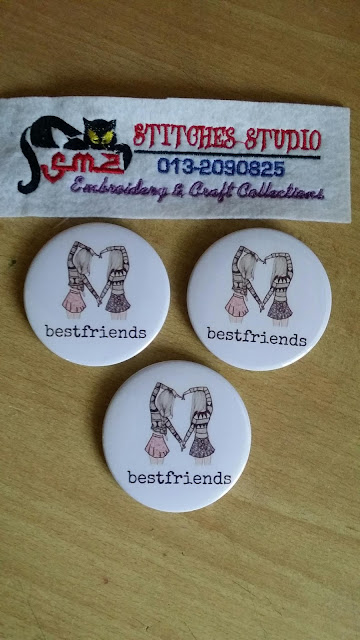 SMZ
STITCHES STUDIO
013-2090825
Embroidery & Craft Collections
bestfriends
bestfriends
bestfriends